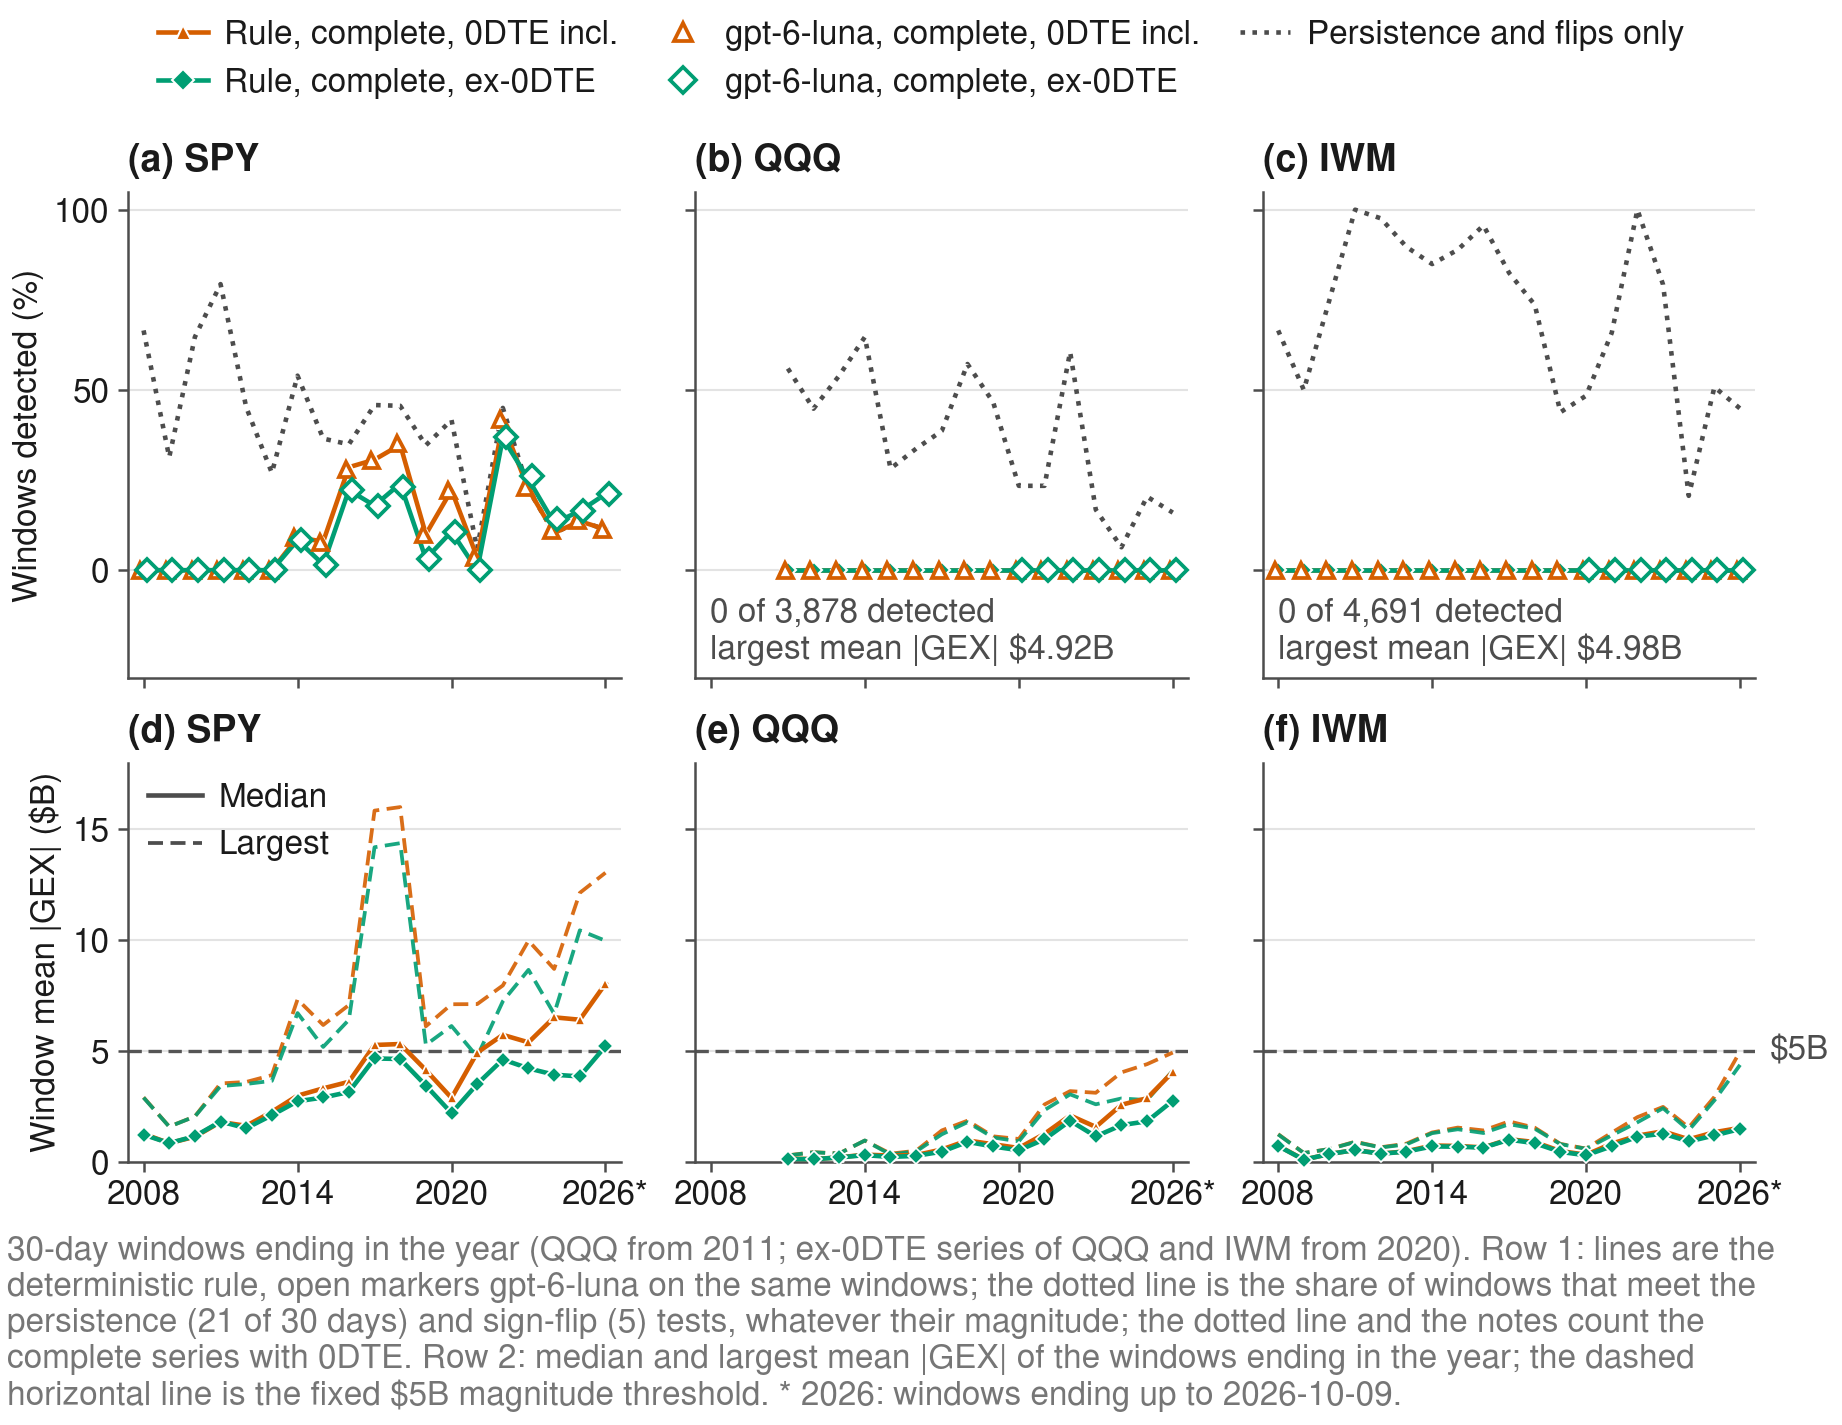 Rule, complete, 0DTE incl.
gpt-6-luna, complete, 0DTE incl.
Persistence and flips only
Rule, complete, ex-0DTE
gpt-6-luna, complete, ex-0DTE
(a) SPY
(b) QQQ
(c) IWM
Windows detected (%)
100
50
0
0 of 3,878 detected
largest mean |GEX| $4.92B
0 of 4,691 detected
largest mean |GEX| $4.98B
(d) SPY
(e) QQQ
(f) IWM
Window mean |GEX| ($B)
Median
Largest
15
10
5
0
$5B
2008 2014 2020 2026*
2008 2014 2020 2026*
2008 2014 2020 2026*
30-day windows ending in the year (QQQ from 2011; ex-0DTE series of QQQ and IWM from 2020). Row 1: lines are the
deterministic rule, open markers gpt-6-luna on the same windows; the dotted line is the share of windows that meet the
persistence (21 of 30 days) and sign-flip (5) tests, whatever their magnitude; the dotted line and the notes count the
complete series with 0DTE. Row 2: median and largest mean |GEX| of the windows ending in the year; the dashed
horizontal line is the fixed $5B magnitude threshold. * 2026: windows ending up to 2026-10-09.